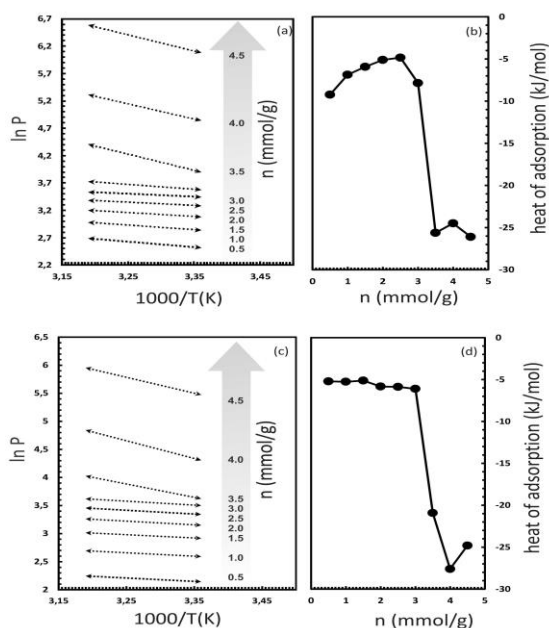 (a)
ln P
6,7
6,2
5,7
5,2
4,7
4,2
3,7
3,2
2,7
2,2
4.5
4.0
3.5
3.0
2.5
2.0
1.5
1.0
0.5
n (mmol/g)
3,15 3,25 3,35 3,45
1000/T(K)
(b)
0
-5
-10
-15
-20
-25
-30
heat of adsorption (kJ/mol)
0 1 2 3 4 5
n (mmol/g)
(c)
ln P
6,5
6
5,5
5
4,5
4
3,5
3
2,5
2
4.5
4.0
3.5
3.0
2.5
2.0
1.5
1.0
0.5
n (mmol/g)
3,15 3,25 3,35 3,45
1000/T(K)
(d)
0
-5
-10
-15
-20
-25
-30
heat of adsorption (kJ/mol)
0 1 2 3 4 5
n (mmol/g)